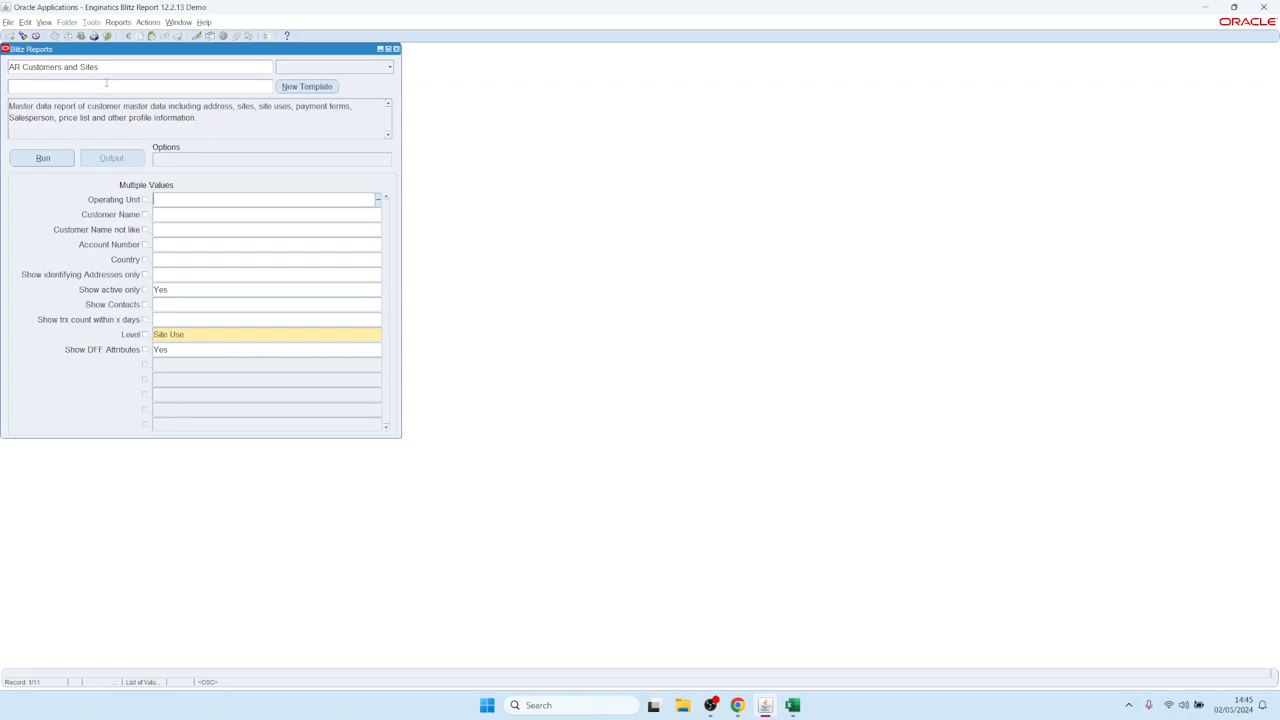 Oracle Applications - Enginatics Blitz Report 12.2.13 Demo
File Edit View Folder Tools Reports Actions Window Help
ORACLE
Blitz Reports
AR Customers and Sites
New Template
Master data report of customer master data including address, sites, site uses, payment terms,
Salesperson, price list and other profile information.
Options
Run Output
Multiple Values
Operating Unit
Customer Name
Customer Name not like
Account Number
Country
Show identifying Addresses only
Show active only Yes
Show Contacts
Show trx count within x days
Level Site Use
Show DFF Attributes Yes
Record: 1/11 ... List of Valu... <OSC>
Search
14:45
02/05/2024